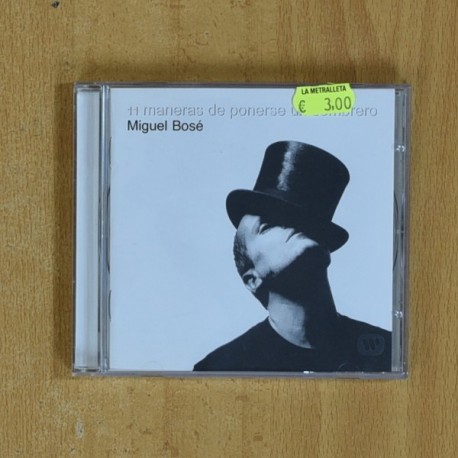 LA METRALLETA
€ 3,00
11 maneras de ponerse un sombrero
Miguel Bosé